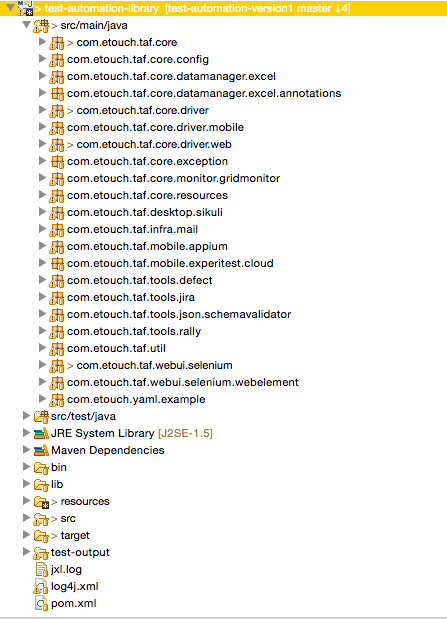 > test-automation-library [test-automation-version1 master ↓4]
> src/main/java
> com.etouch.taf.core
com.etouch.taf.core.config
com.etouch.taf.core.datamanager.excel
com.etouch.taf.core.datamanager.excel.annotations
> com.etouch.taf.core.driver
com.etouch.taf.core.driver.mobile
> com.etouch.taf.core.driver.web
com.etouch.taf.core.exception
com.etouch.taf.core.monitor.gridmonitor
com.etouch.taf.core.resources
com.etouch.taf.desktop.sikuli
com.etouch.taf.infra.mail
com.etouch.taf.mobile.appium
com.etouch.taf.mobile.experitest.cloud
com.etouch.taf.tools.defect
com.etouch.taf.tools.jira
com.etouch.taf.tools.json.schemavalidator
com.etouch.taf.tools.rally
com.etouch.taf.util
> com.etouch.taf.webui.selenium
com.etouch.taf.webui.selenium.webelement
com.etouch.yaml.example
src/test/java
JRE System Library [J2SE-1.5]
Maven Dependencies
bin
lib
> resources
> src
> target
test-output
jxl.log
log4j.xml
pom.xml